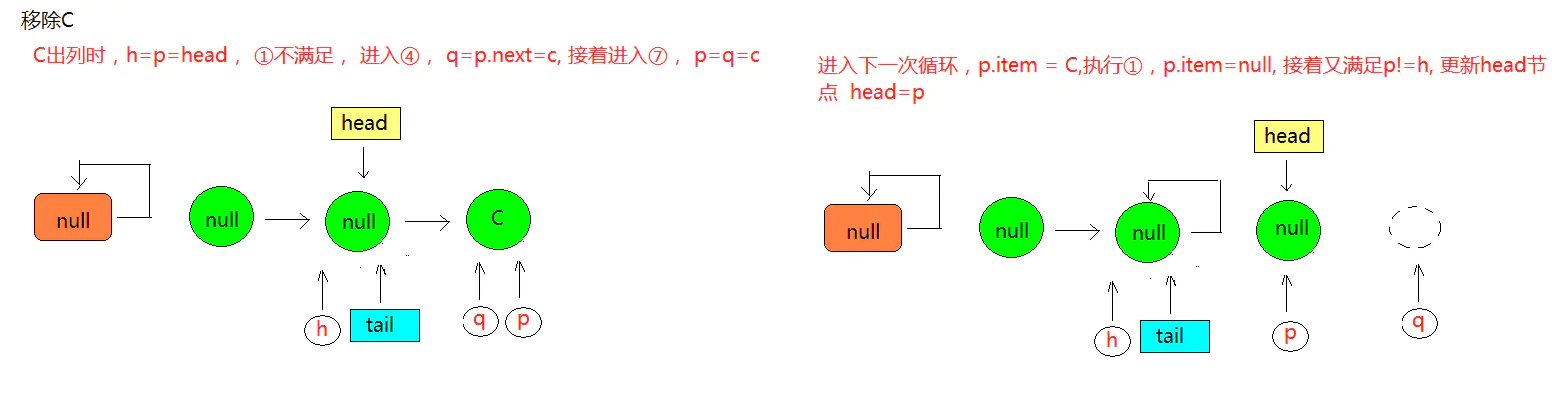 移除C
C出列时，h=p=head， ①不满足， 进入④， q=p.next=c, 接着进入⑦， p=q=c
head
null
null
null
C
h
tail
q
p
进入下一次循环，p.item = C,执行①，p.item=null, 接着又满足p!=h, 更新head节
点 head=p
head
null
null
null
null
h
tail
p
q